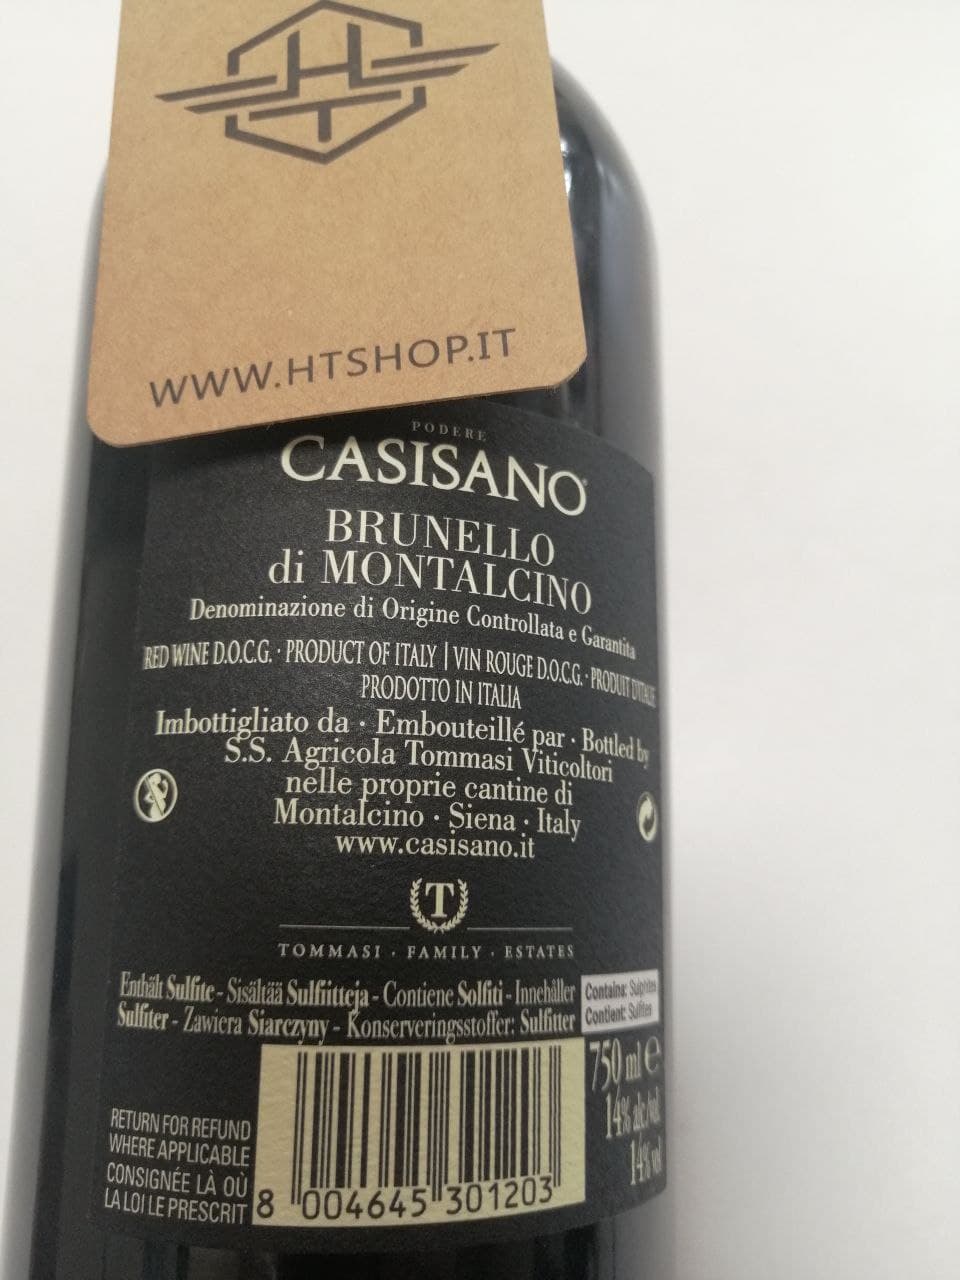 HT
WWW.HTSHOP.IT
PODERE
CASISANO
BRUNELLO
di MONTALCINO
Denominazione di Origine Controllata e Garantita
RED WINE D.O.C.G. · PRODUCT OF ITALY | VIN ROUGE D.O.C.G. · PRODUIT D'ITALIE
PRODOTTO IN ITALIA
Imbottigliato da · Embouteillé par · Bottled by
S.S. Agricola Tommasi Viticoltori
nelle proprie cantine di
Montalcino · Siena · Italy
www.casisano.it
T
TOMMASI · FAMILY · ESTATES
Enthält Sulfite - Sisältää Sulfiitteja - Contiene Solfiti - Innehåller
Sulfiter - Zawiera Siarczyny - Konserveringsstoffer: Sulfitter
Contains: Sulphites
Contient: Sulfites
750 ml e
14% alc./vol.
14% vol
RETURN FOR REFUND
WHERE APPLICABLE
CONSIGNÉE LÀ OÙ
LA LOI LE PRESCRIT
8 004645 301203